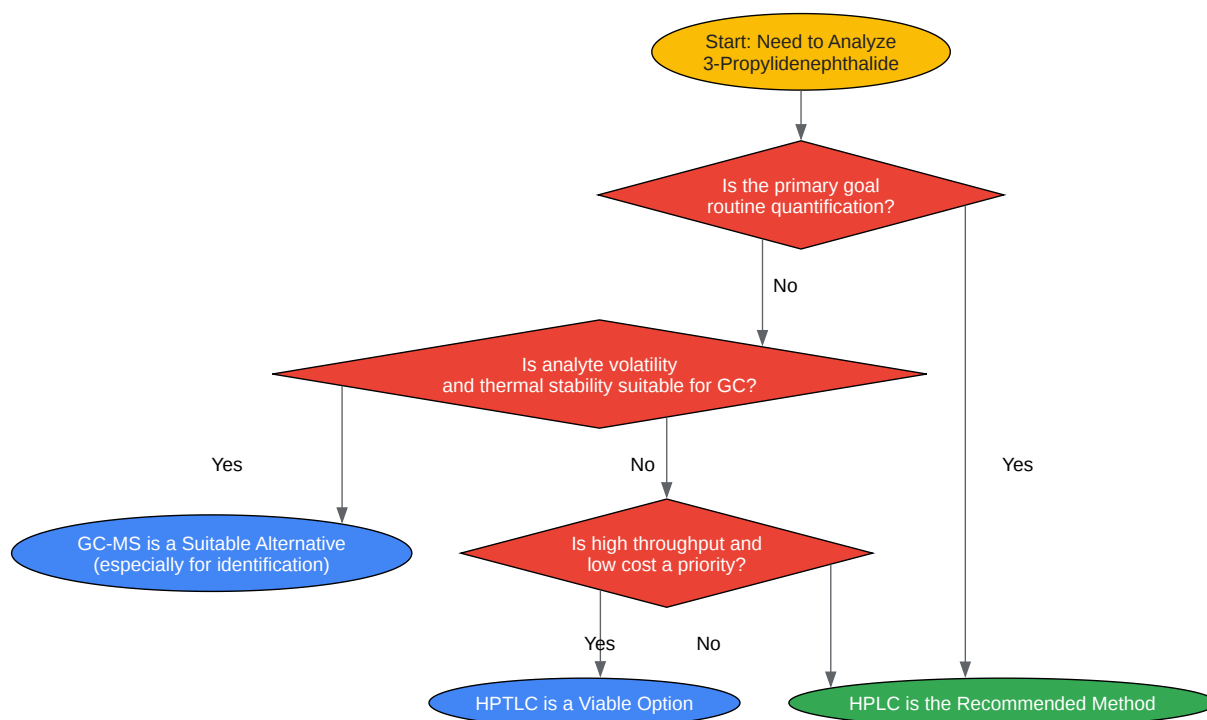 Start: Need to Analyze
3-Propylidenephthalide
Is the primary goal
routine quantification?
No
Is analyte volatility
and thermal stability suitable for GC?
Yes
No
Yes
GC-MS is a Suitable Alternative
(especially for identification)
Is high throughput and
low cost a priority?
Yes
No
HPTLC is a Viable Option
HPLC is the Recommended Method